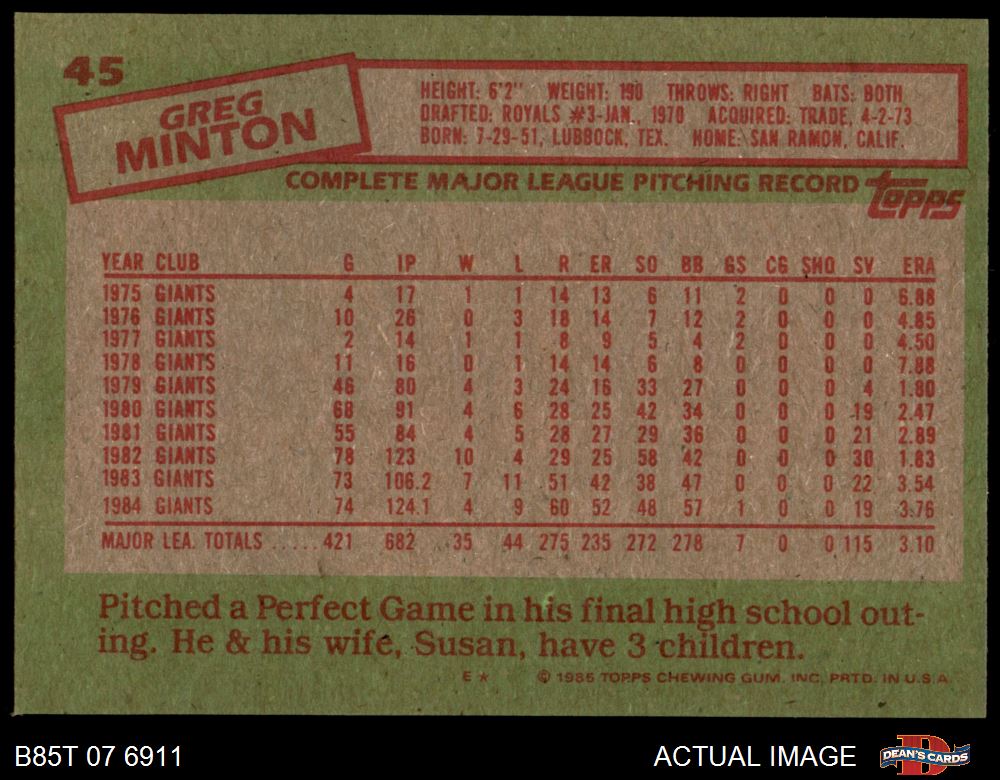 45
GREG
MINTON
HEIGHT: 6'2" WEIGHT: 190 THROWS: RIGHT BATS: BOTH
DRAFTED: ROYALS #3-JAN., 1970 ACQUIRED: TRADE, 4-2-73
BORN: 7-29-51, LUBBOCK, TEX. HOME: SAN RAMON, CALIF.
COMPLETE MAJOR LEAGUE PITCHING RECORD topps
YEAR CLUB G IP W L R ER SO BB GS CG SHO SV ERA
1975 GIANTS 4 17 1 1 14 13 6 11 2 0 0 0 6.88
1976 GIANTS 10 26 0 3 18 14 7 12 2 0 0 0 4.85
1977 GIANTS 2 14 1 1 8 9 5 4 2 0 0 0 4.50
1978 GIANTS 11 16 0 1 14 14 6 8 0 0 0 0 7.88
1979 GIANTS 46 80 4 3 24 16 33 27 0 0 0 4 1.80
1980 GIANTS 68 91 4 6 28 25 42 34 0 0 0 19 2.47
1981 GIANTS 55 84 4 5 28 27 29 36 0 0 0 21 2.89
1982 GIANTS 78 123 10 4 29 25 58 42 0 0 0 30 1.83
1983 GIANTS 73 106.2 7 11 51 42 38 47 0 0 0 22 3.54
1984 GIANTS 74 124.1 4 9 60 52 48 57 1 0 0 19 3.76
MAJOR LEA. TOTALS ..... 421 682 35 44 275 235 272 278 7 0 0 115 3.10
Pitched a Perfect Game in his final high school out-
ing. He & his wife, Susan, have 3 children.
E★ © 1985 TOPPS CHEWING GUM, INC. PRTD. IN U.S.A.
B85T 07 6911 ACTUAL IMAGE D DEAN'S CARDS